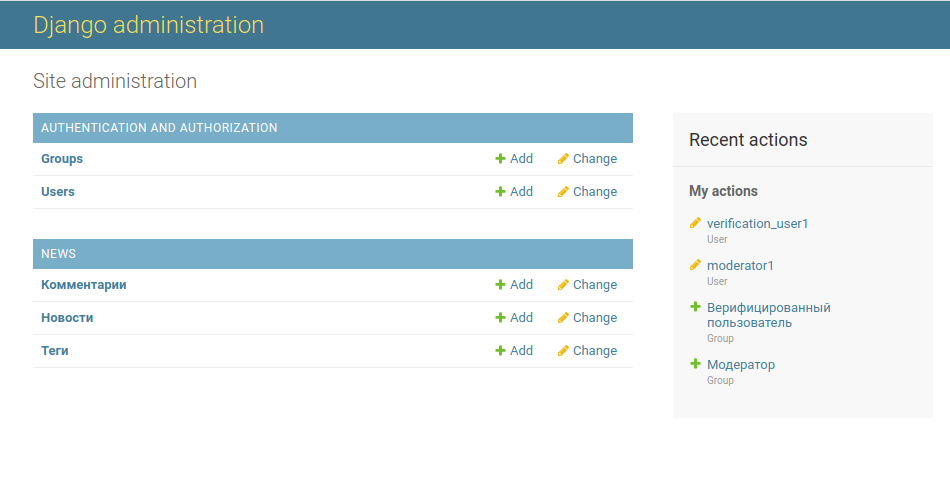 Django administration
Site administration
AUTHENTICATION AND AUTHORIZATION
Groups Add Change
Users Add Change
NEWS
Комментарии Add Change
Новости Add Change
Теги Add Change
Recent actions
My actions
verification_user1
User
moderator1
User
Верифицированный
пользователь
Group
Модератор
Group